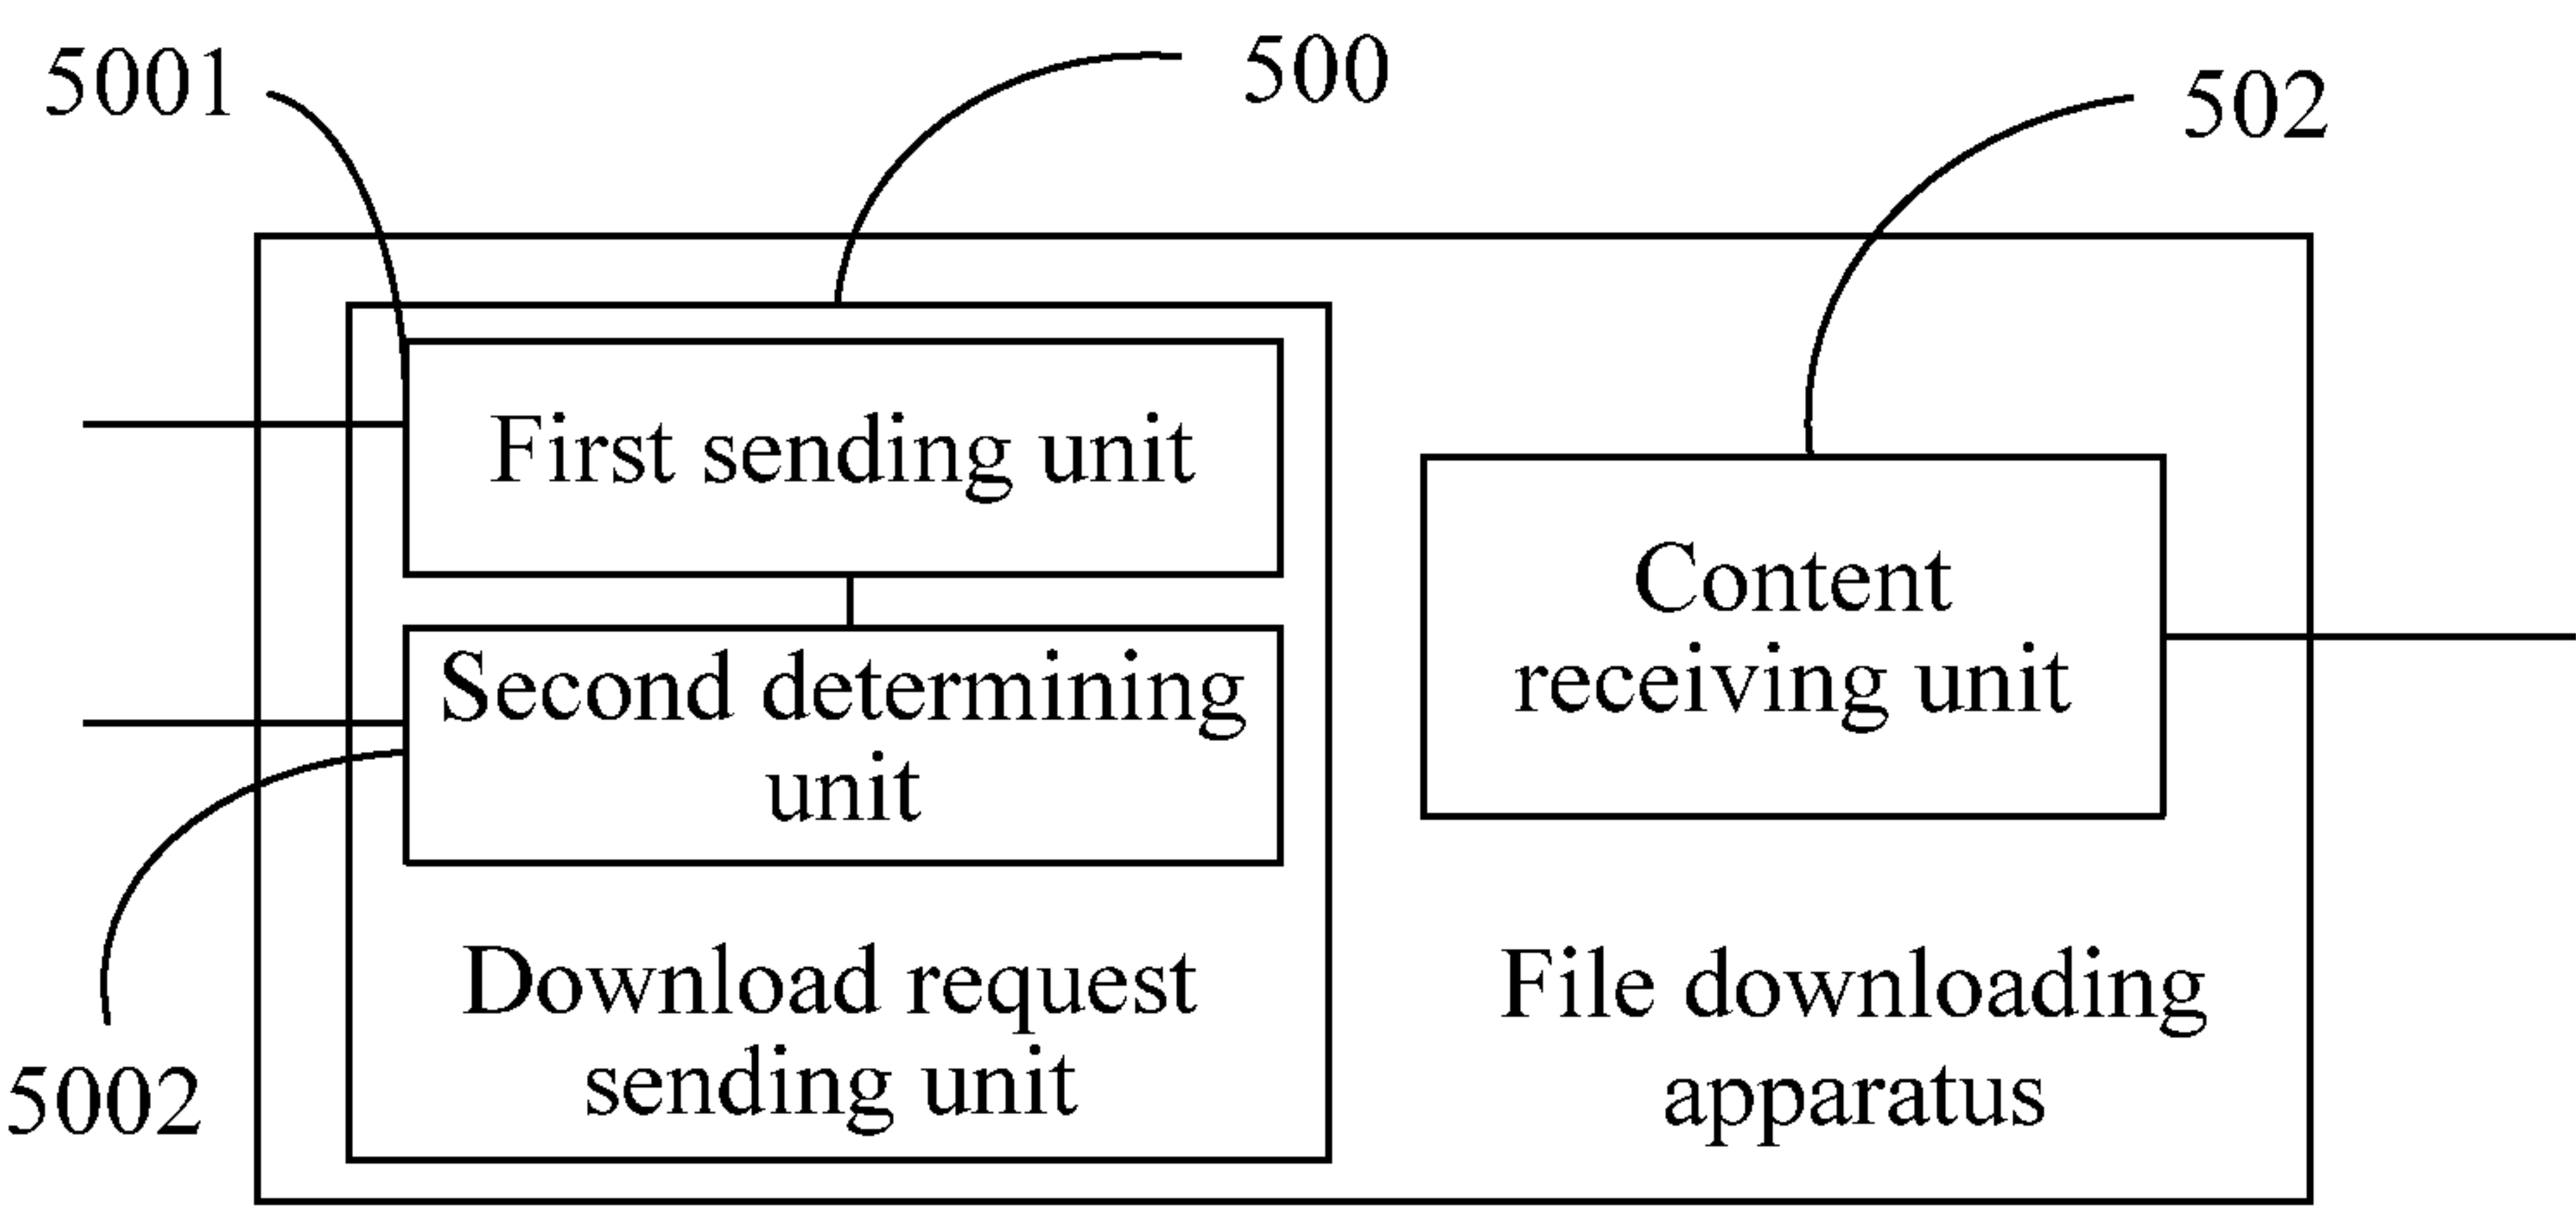 5001
500
502
First sending unit
Second determining
unit
Content
receiving unit
Download request
sending unit
File downloading
apparatus
5002